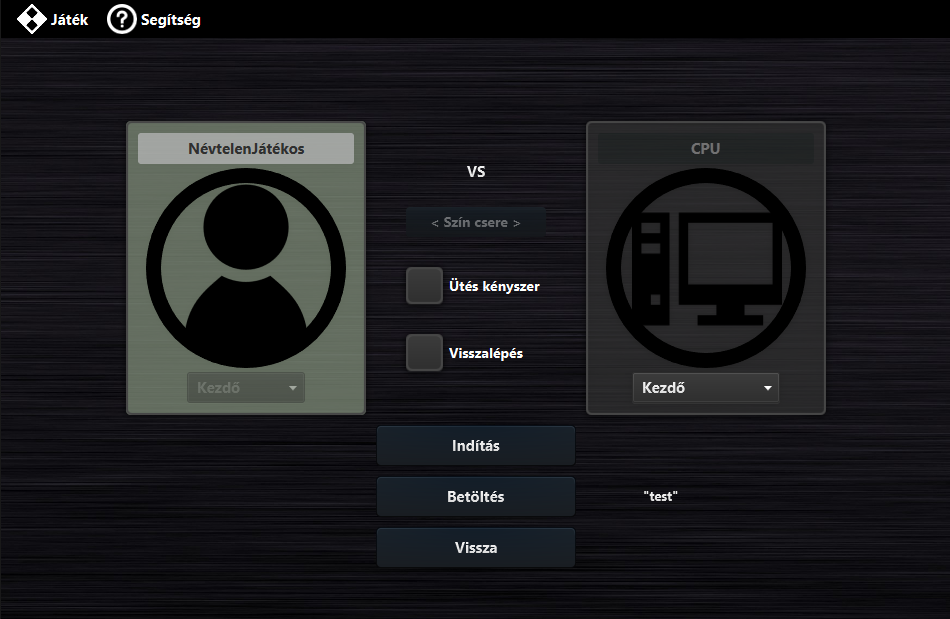 Játék
? Segítség
NévtelenJátékos
Kezdő
VS
< Szín csere >
Ütés kényszer
Visszalépés
CPU
Kezdő
Indítás
Betöltés
"test"
Vissza